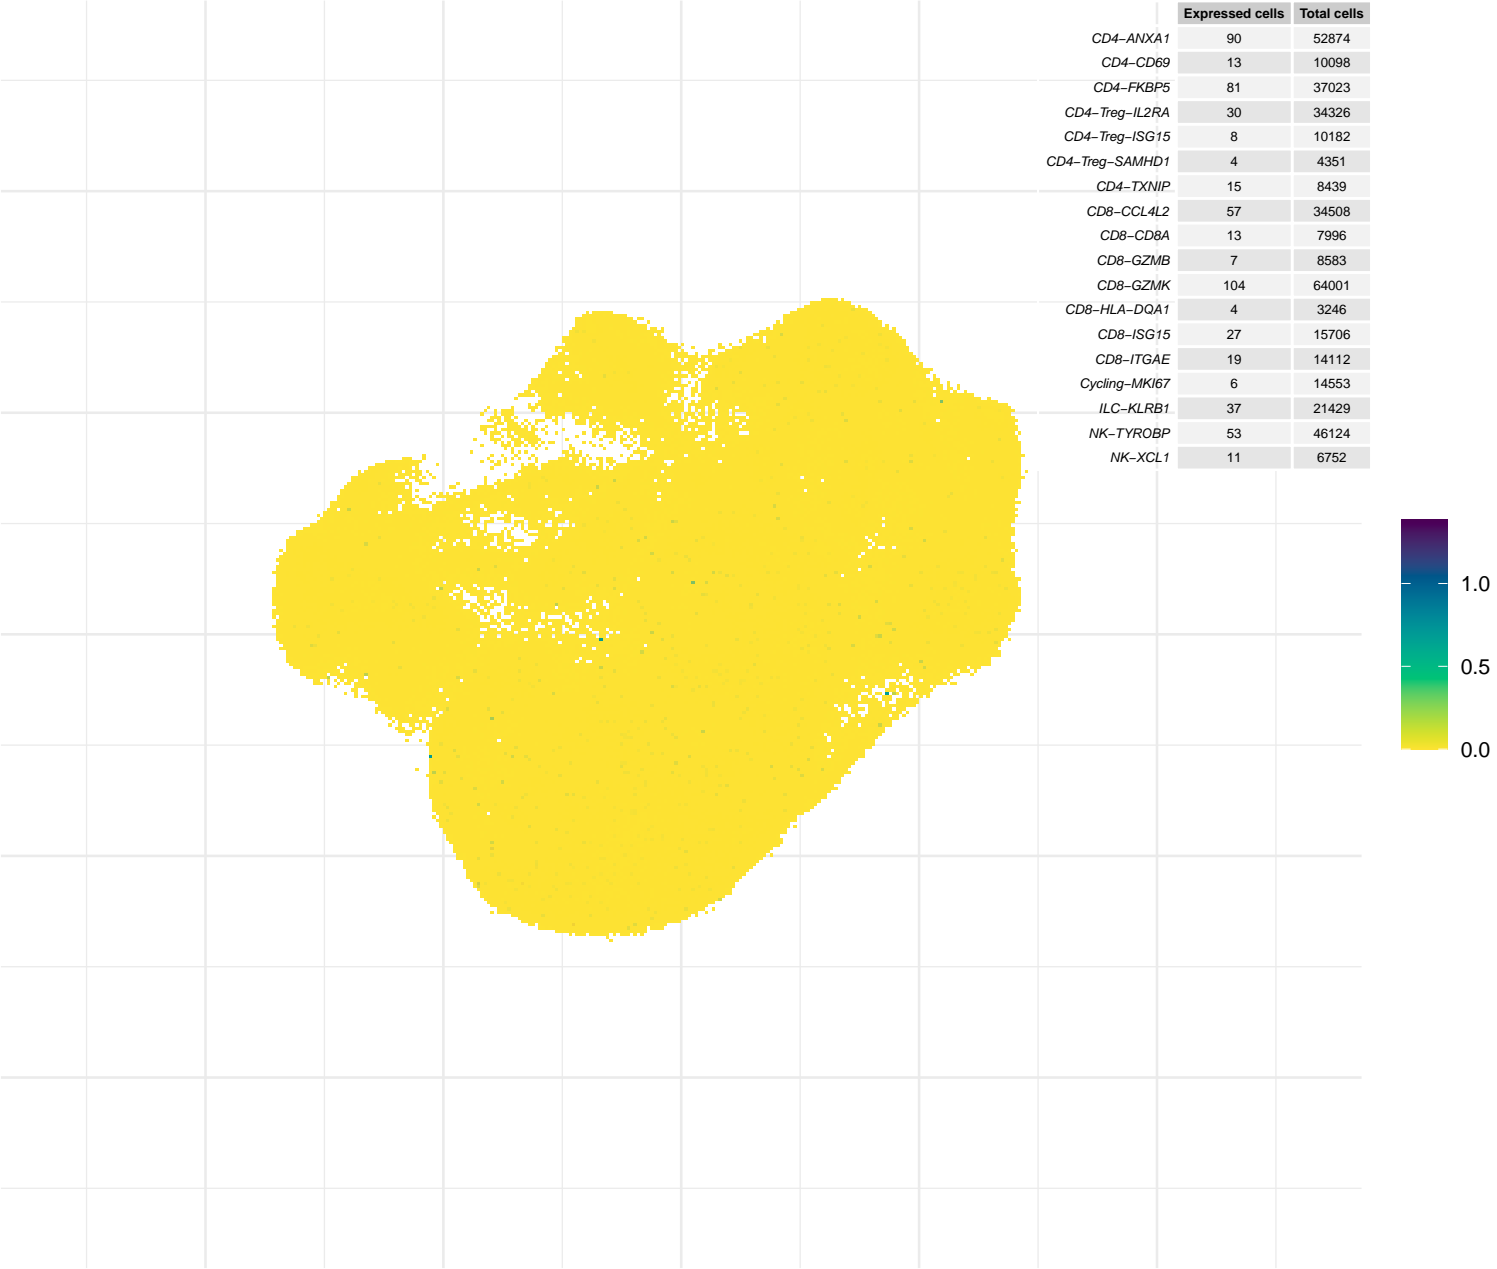 Expressed cells Total cells
CD4−ANXA1 90 52874
CD4−CD69 13 10098
CD4−FKBP5 81 37023
CD4−Treg−IL2RA 30 34326
CD4−Treg−ISG15 8 10182
CD4−Treg−SAMHD1 4 4351
CD4−TXNIP 15 8439
CD8−CCL4L2 57 34508
CD8−CD8A 13 7996
CD8−GZMB 7 8583
CD8−GZMK 104 64001
CD8−HLA−DQA1 4 3246
CD8−ISG15 27 15706
CD8−ITGAE 19 14112
Cycling−MKI67 6 14553
ILC−KLRB1 37 21429
NK−TYROBP 53 46124
NK−XCL1 11 6752
1.0
0.5
0.0